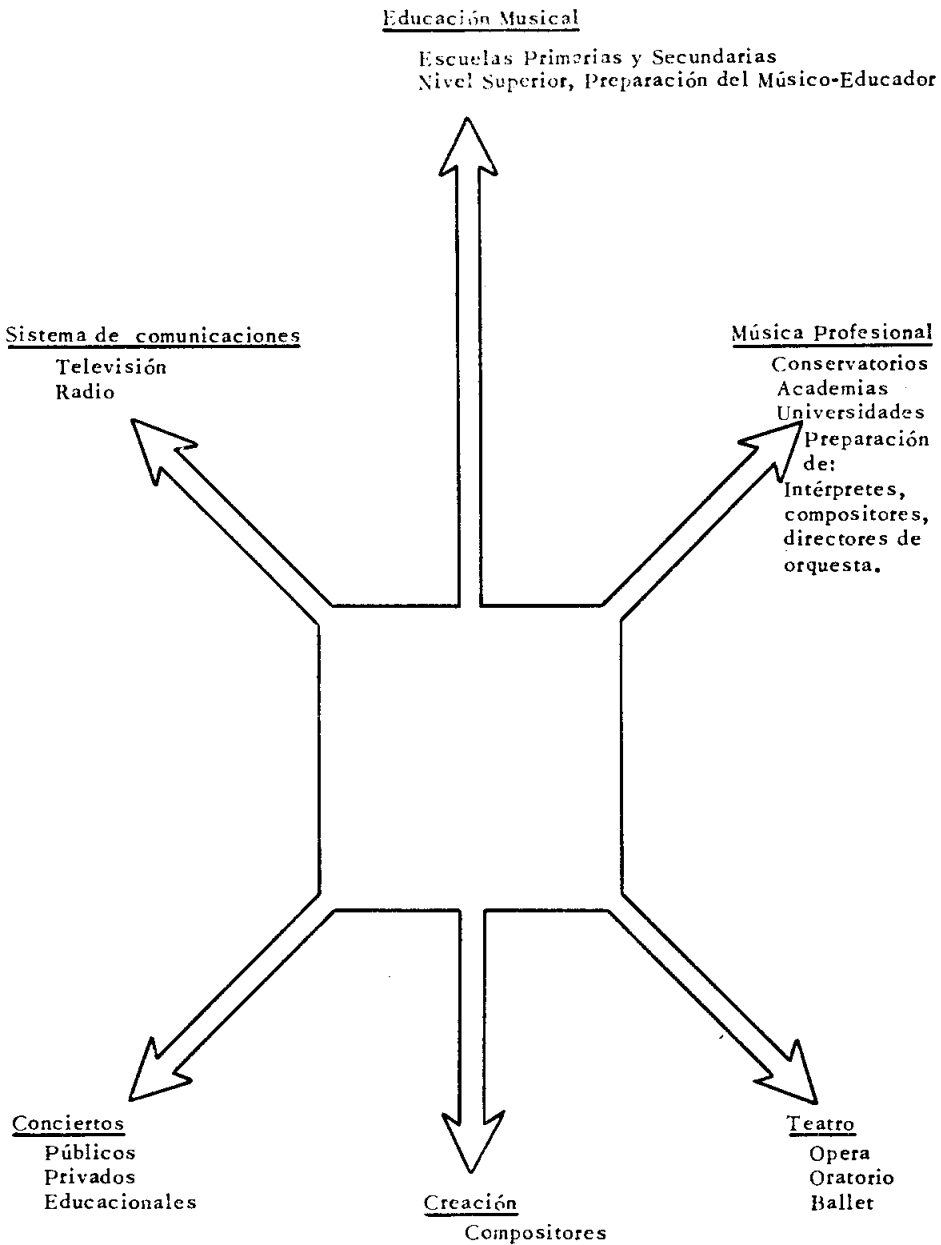 Educación Musical
Escuelas Primarias y Secundarias
Nivel Superior, Preparación del Músico-Educador
Sistema de comunicaciones
Televisión
Radio
Música Profesional
Conservatorios
Academias
Universidades
Preparación
de:
Intérpretes,
compositores,
directores de
orquesta.
Conciertos
Públicos
Privados
Educacionales
Creación
Compositores
Teatro
Opera
Oratorio
Ballet